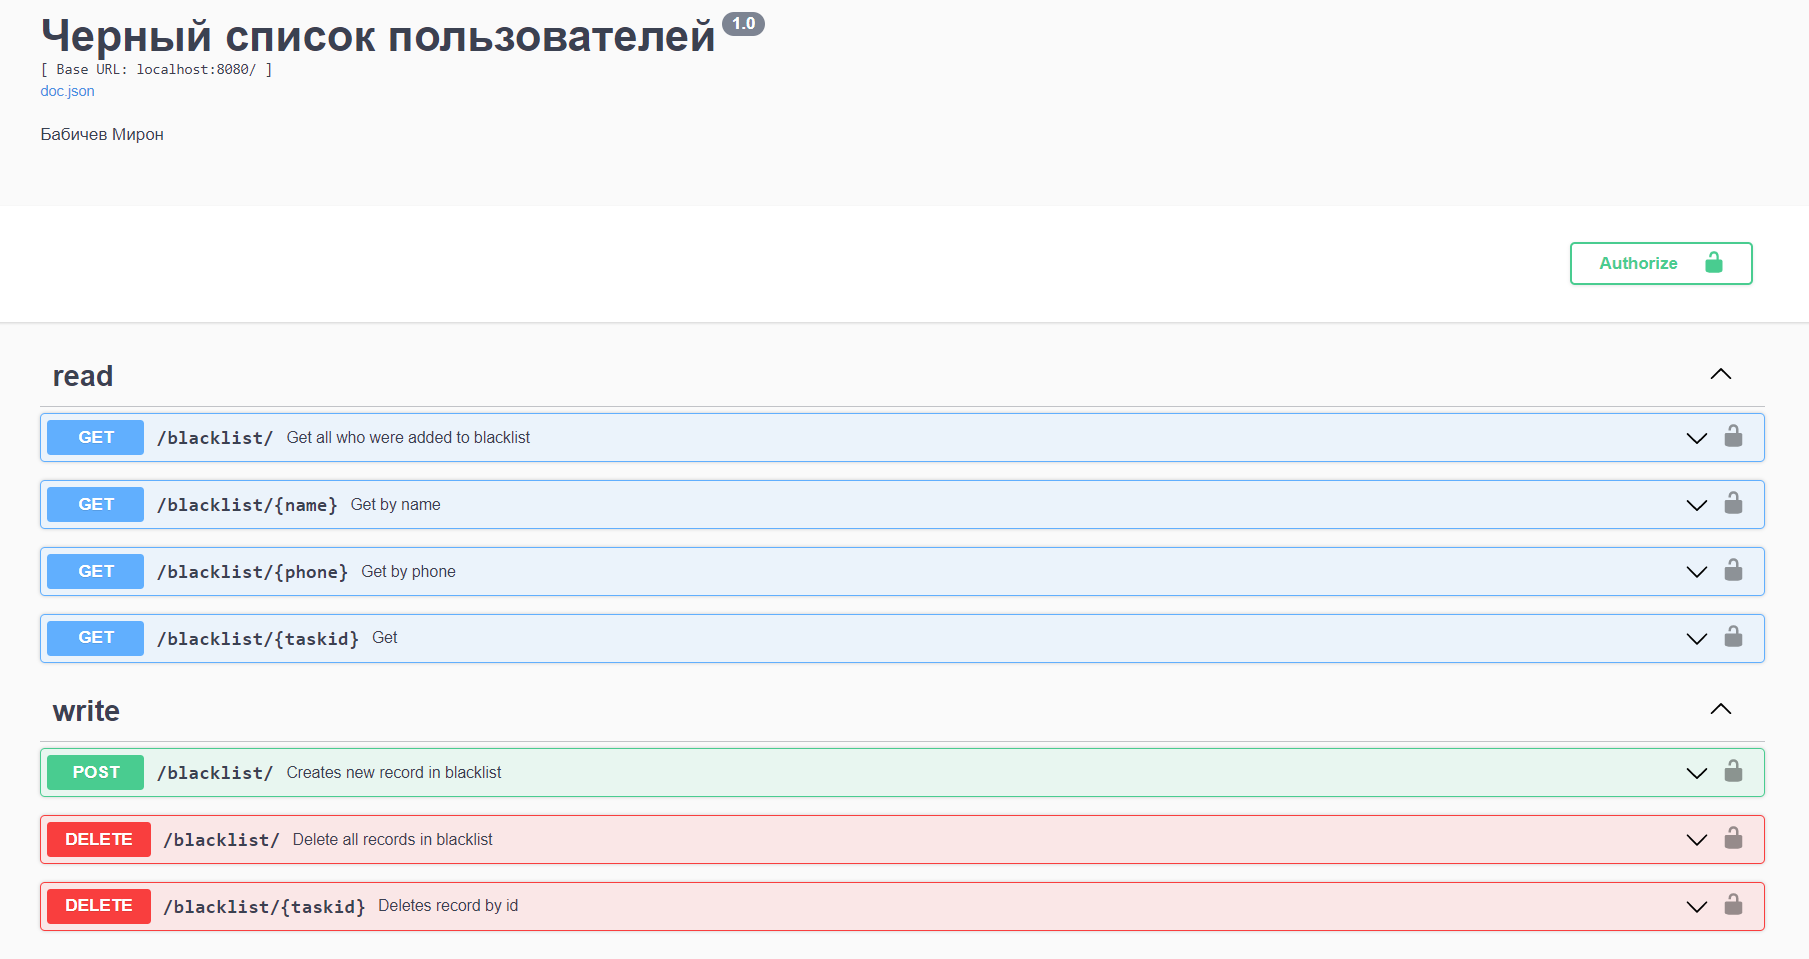 Черный список пользователей 1.0
[ Base URL: localhost:8080/ ]
doc.json
Бабичев Мирон
Authorize
read
GET /blacklist/ Get all who were added to blacklist
GET /blacklist/{name} Get by name
GET /blacklist/{phone} Get by phone
GET /blacklist/{taskid} Get
write
POST /blacklist/ Creates new record in blacklist
DELETE /blacklist/ Delete all records in blacklist
DELETE /blacklist/{taskid} Deletes record by id